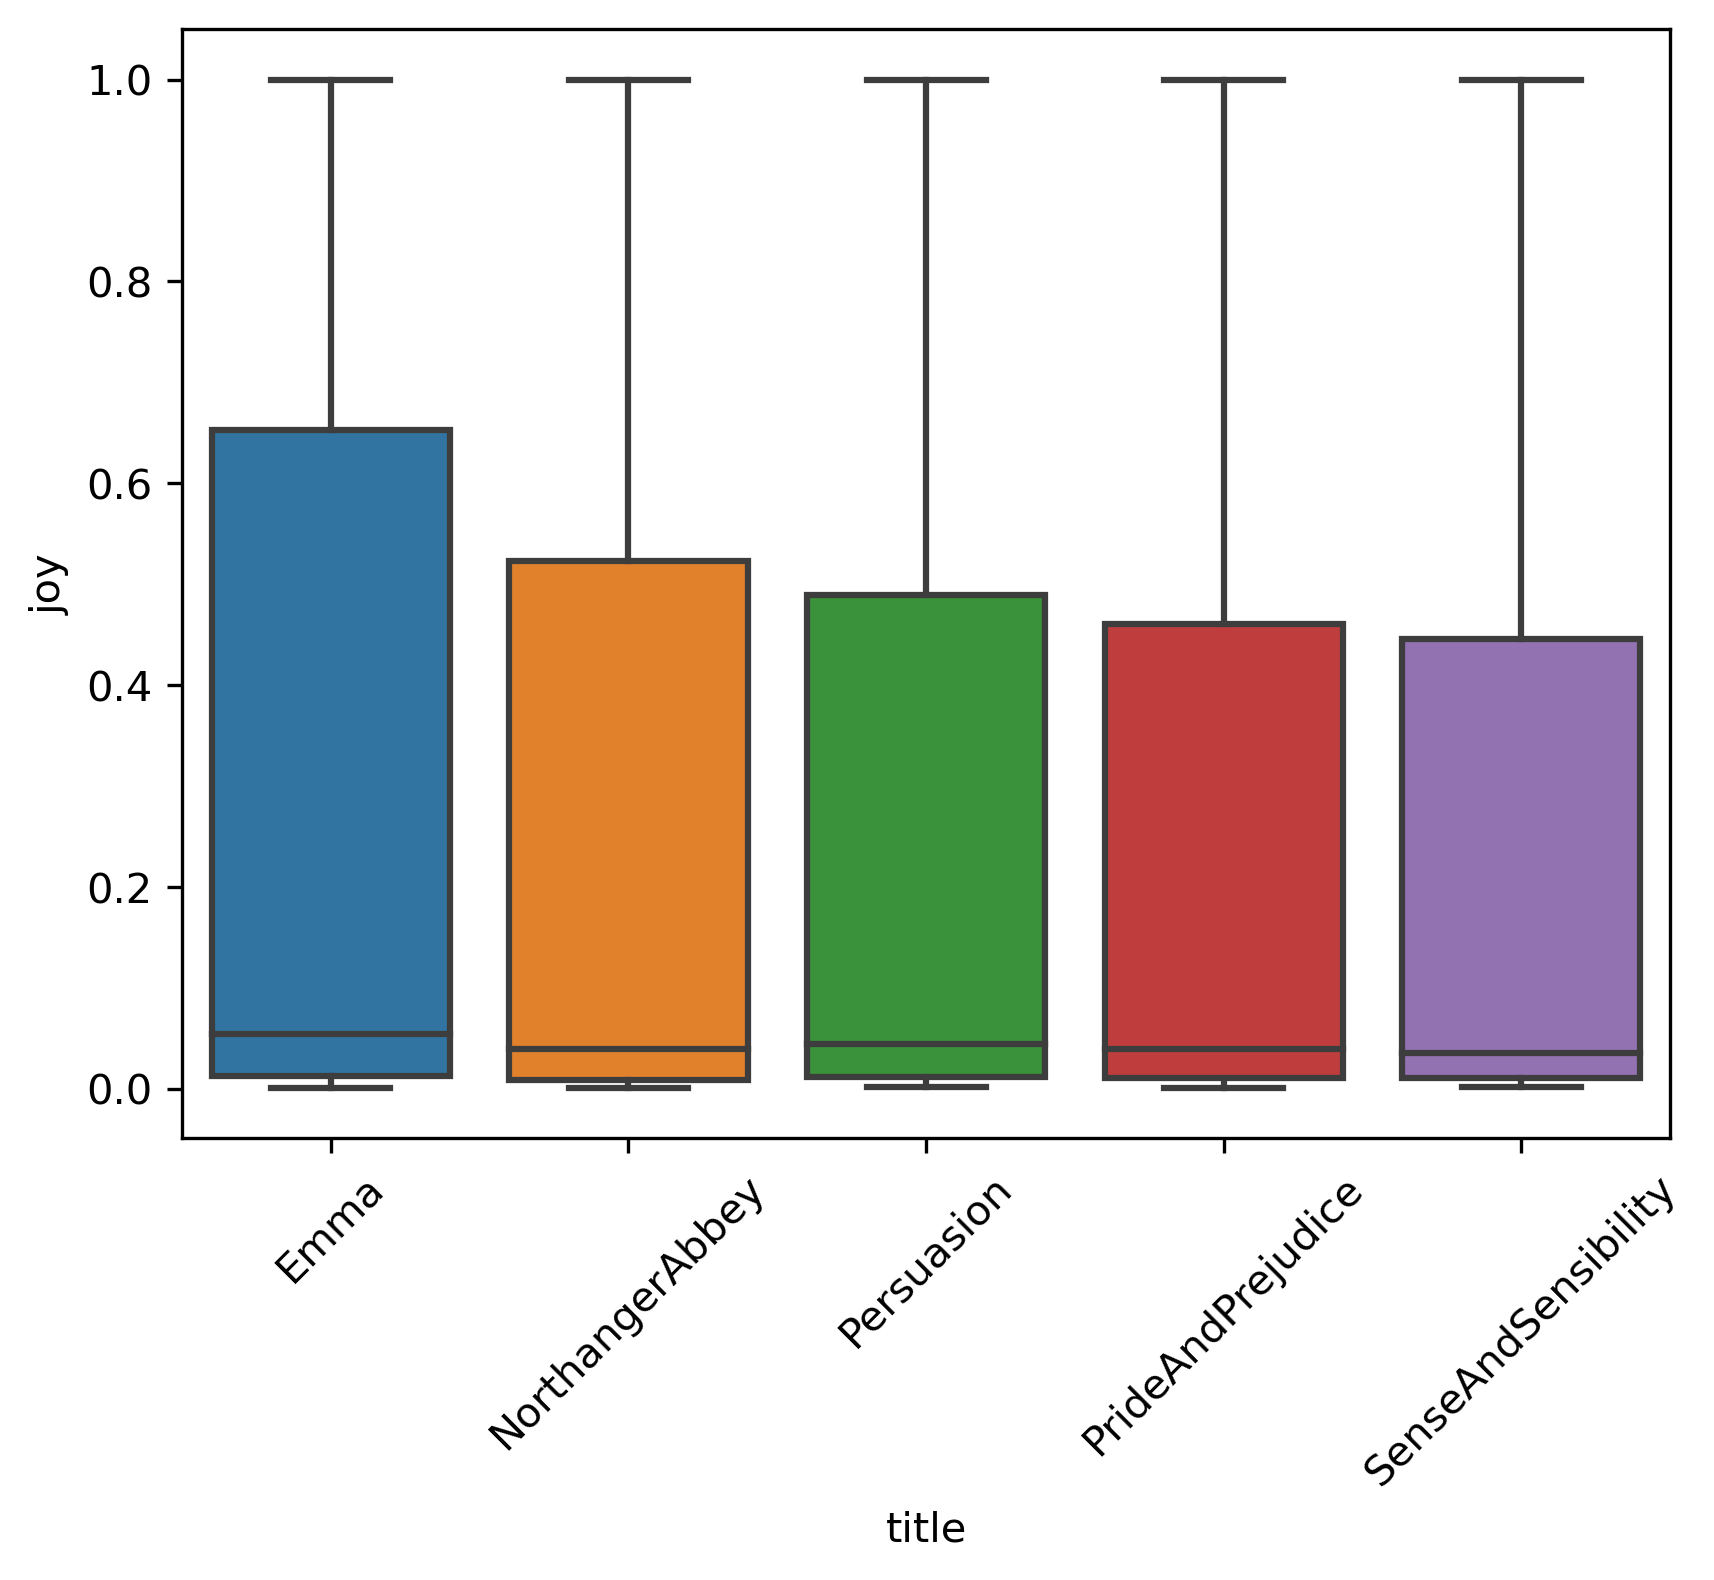 1.0
0.8
0.6
0.4
0.2
0.0
joy
Emma
NorthangerAbbey
Persuasion
PrideAndPrejudice
SenseAndSensibility
title